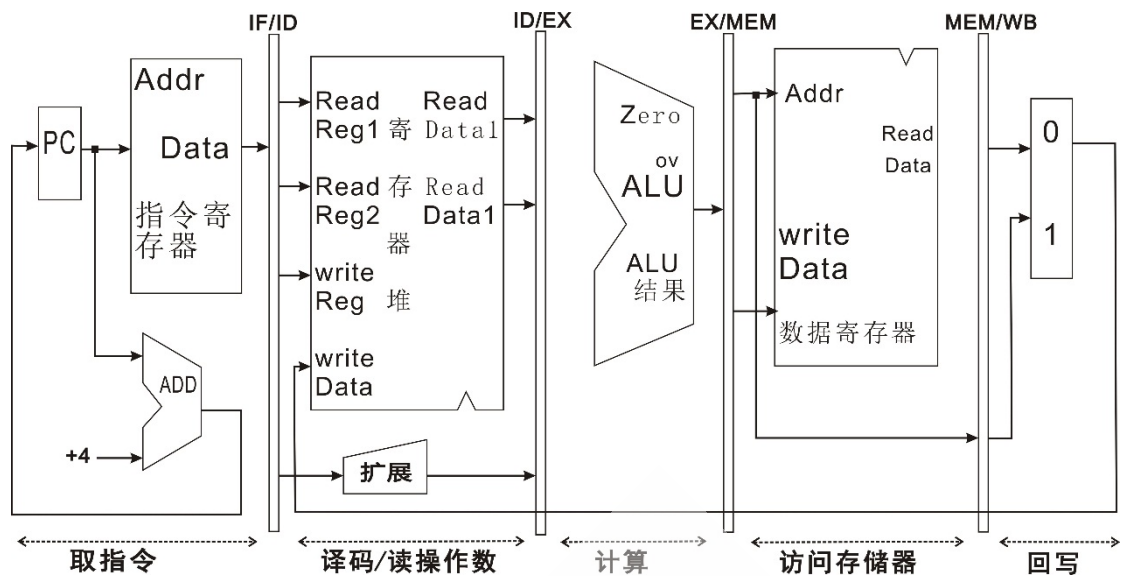 IF/ID
ID/EX
EX/MEM
MEM/WB
PC
Addr
Data
指令寄
存器
ADD
+4
Read
Reg1
Read
Reg2
write
Reg
write
Data
寄
存
器
堆
Read
Data1
Read
Data1
扩展
Zero
ov
ALU
ALU
结果
Addr
Read
Data
write
Data
数据寄存器
0
1
取指令
译码/读操作数
计算
访问存储器
回写